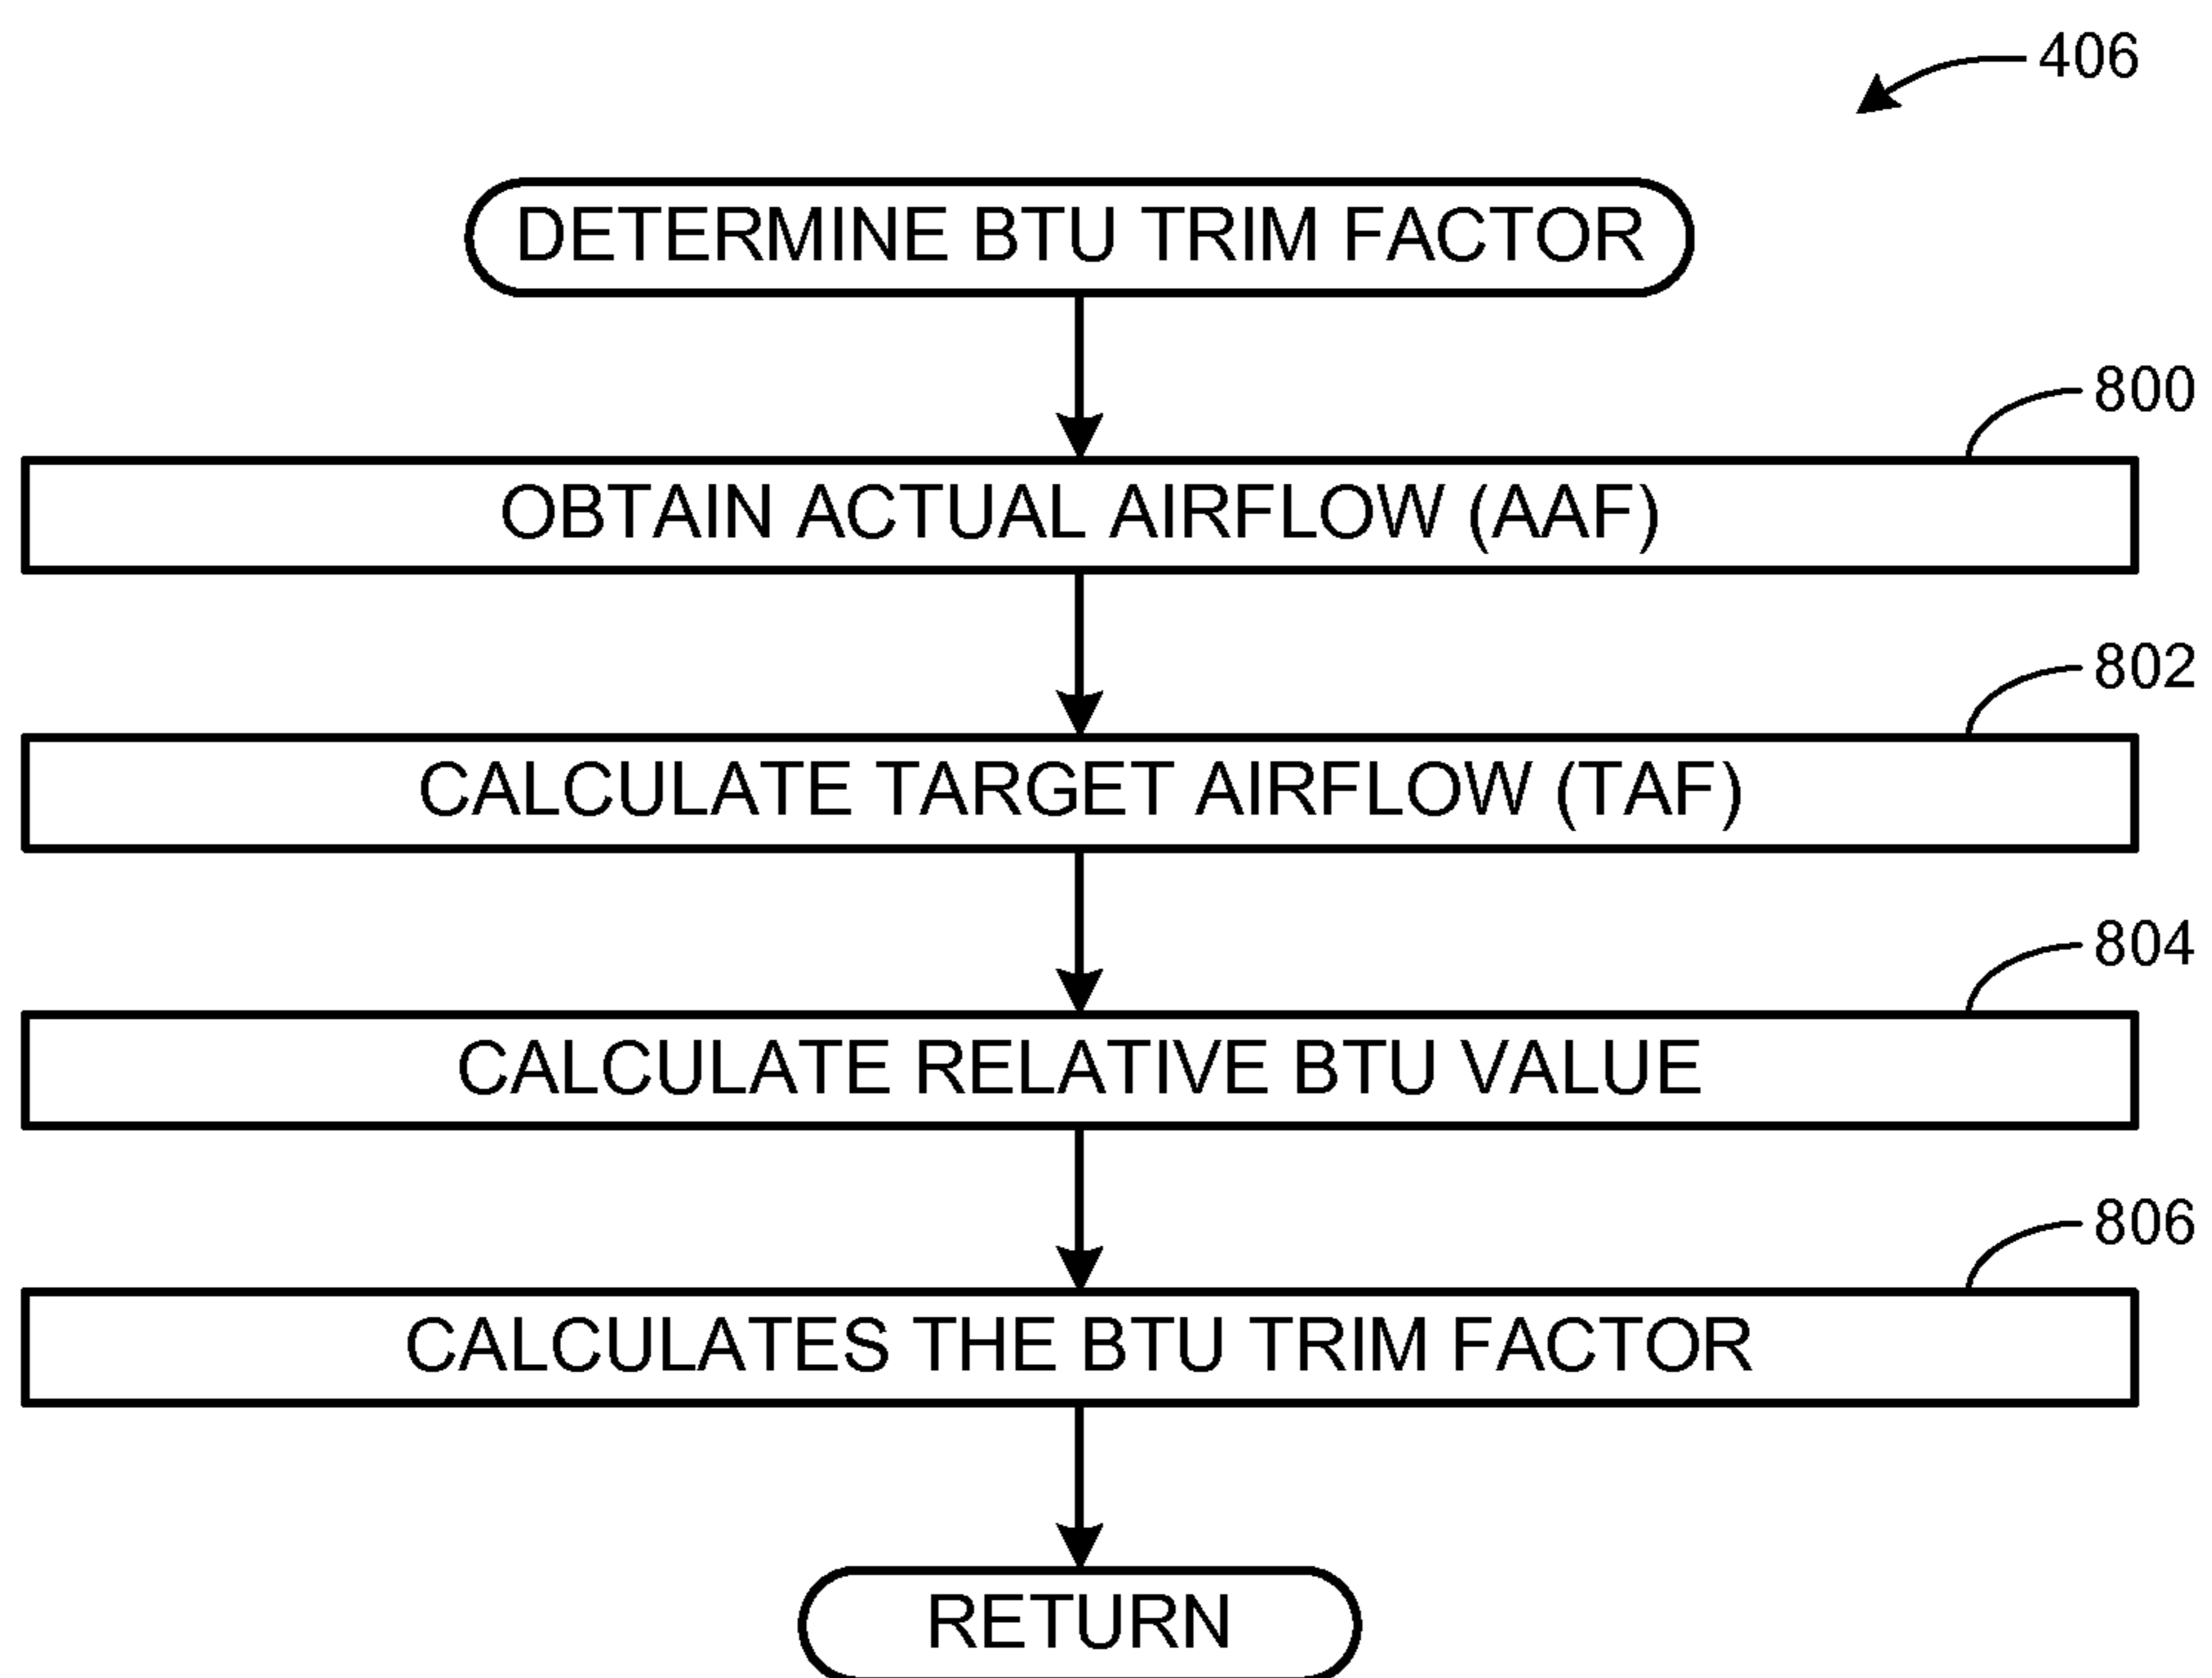 406
DETERMINE BTU TRIM FACTOR
800
OBTAIN ACTUAL AIRFLOW (AAF)
802
CALCULATE TARGET AIRFLOW (TAF)
804
CALCULATE RELATIVE BTU VALUE
806
CALCULATES THE BTU TRIM FACTOR
RETURN